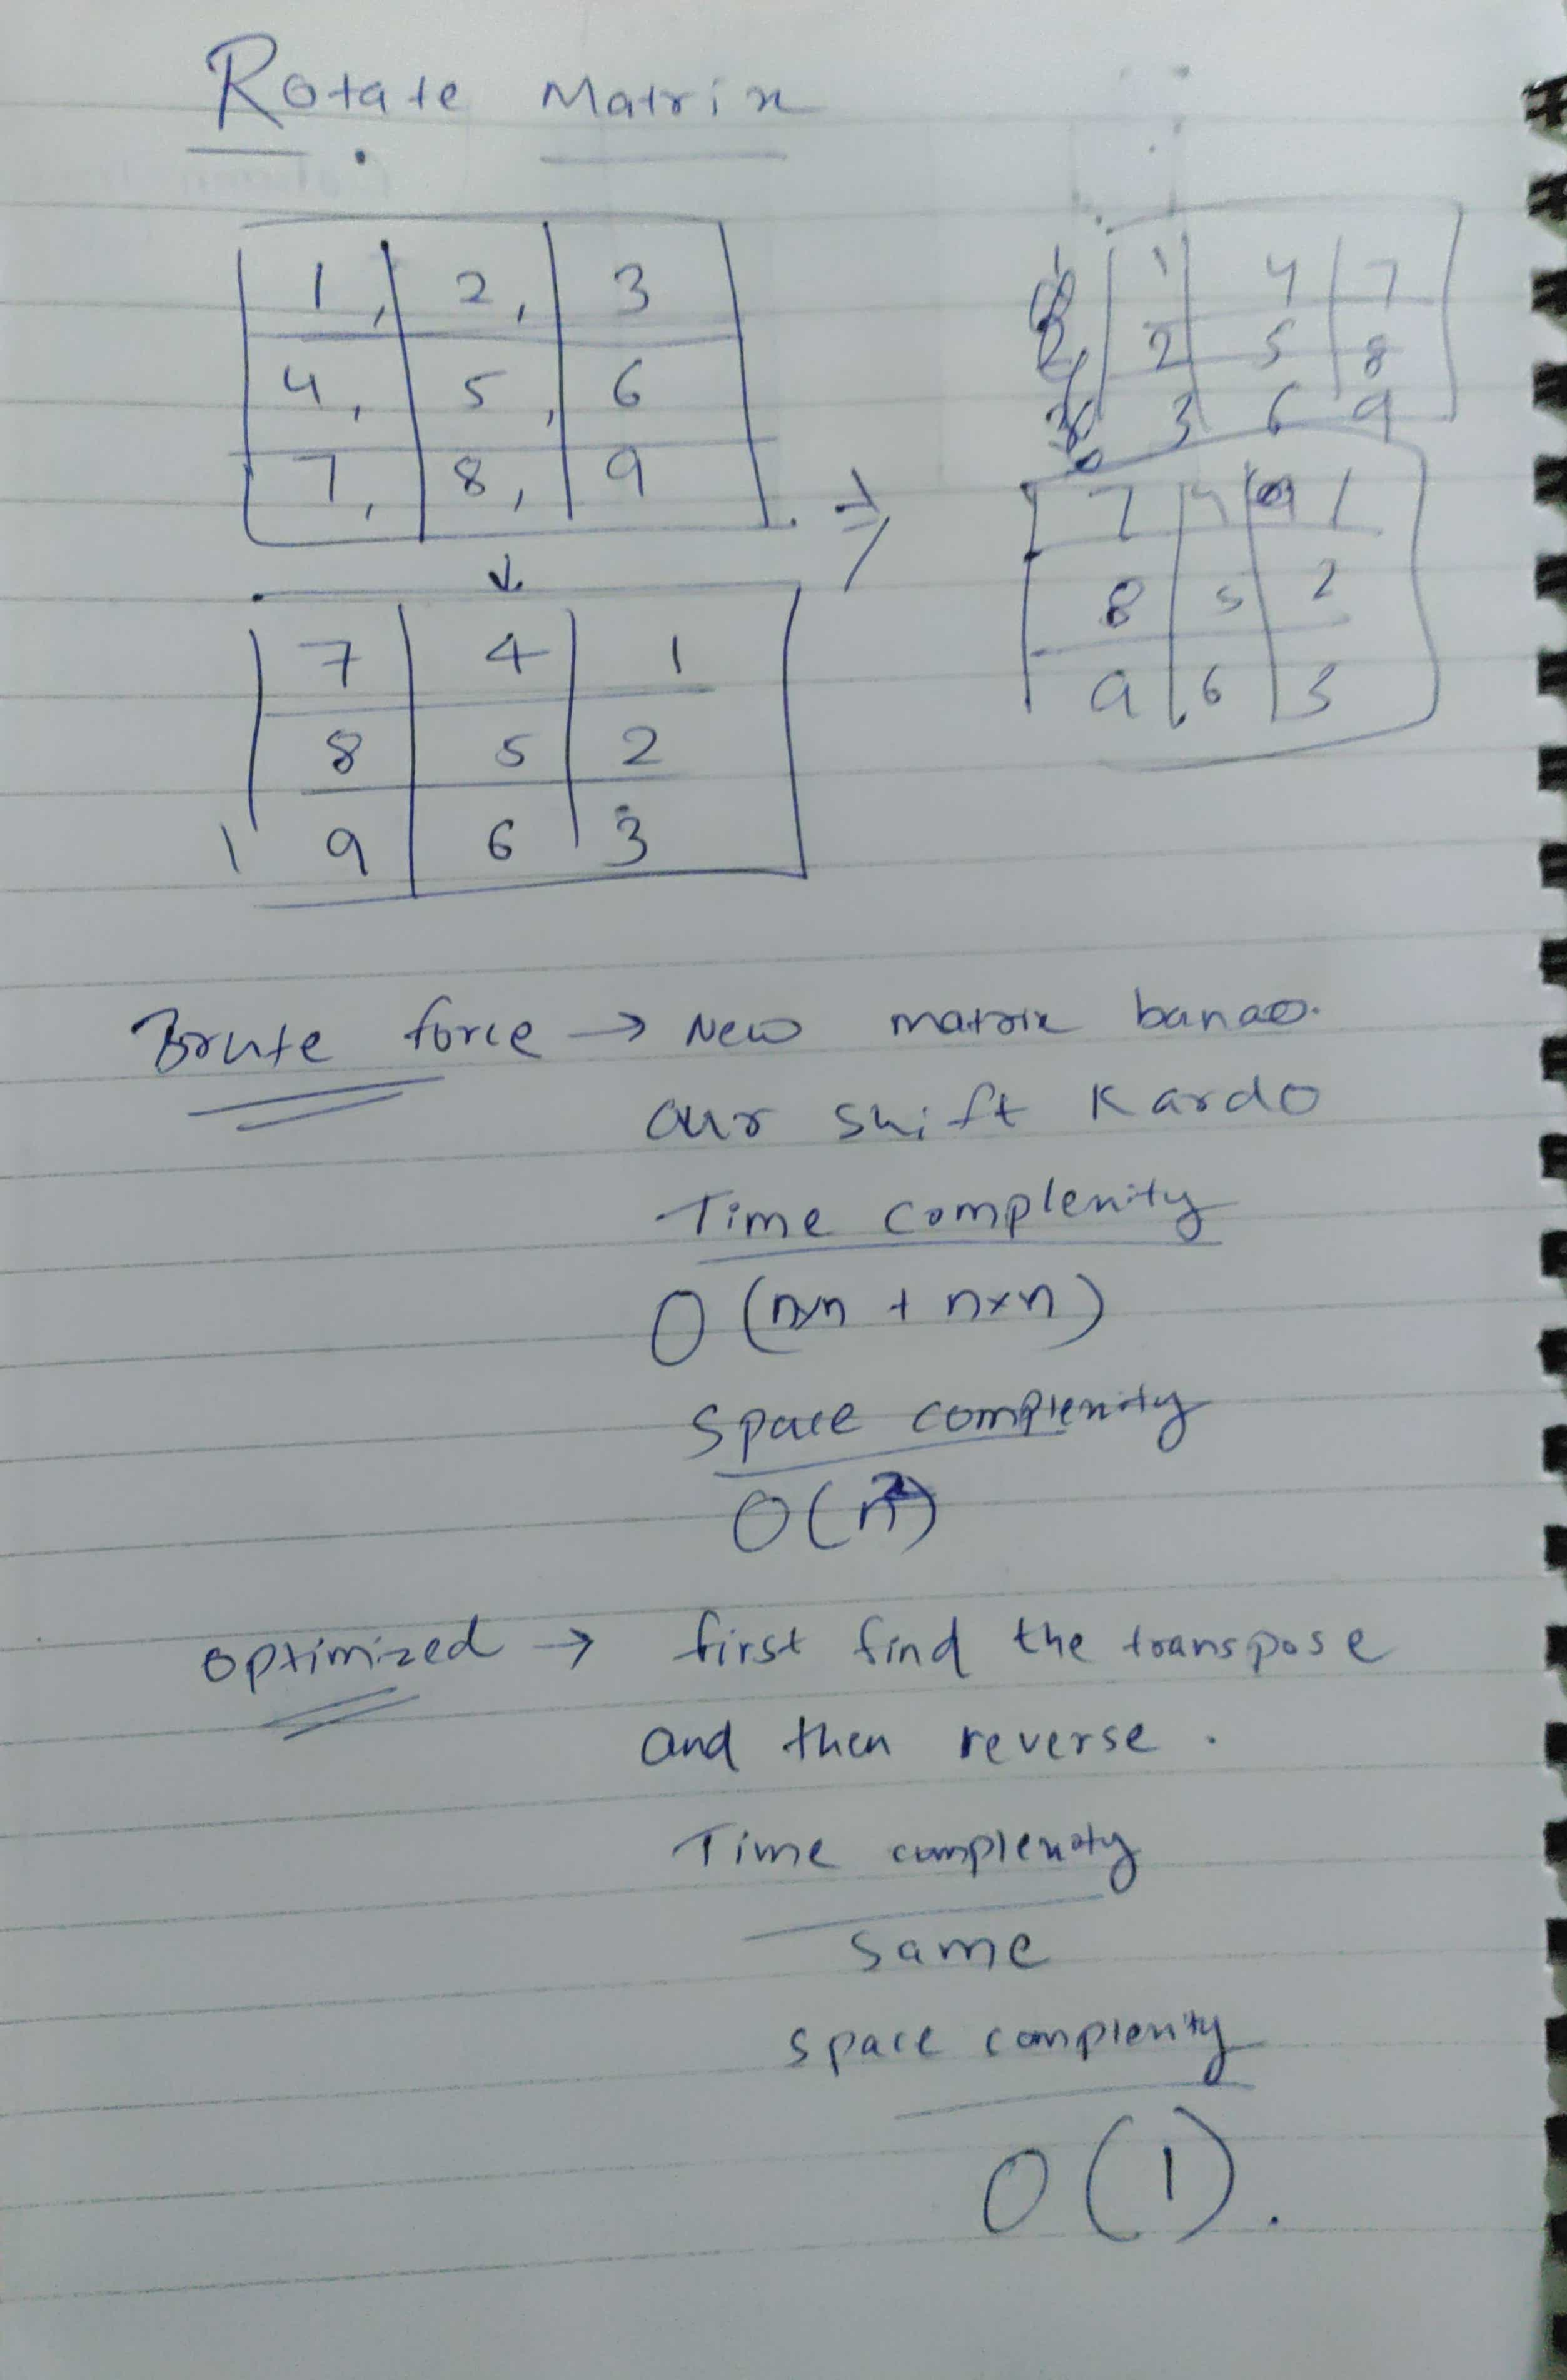 Rotate Matrix
1, 2, 3
4, 5, 6
7, 8, 9
↓
7 4 1
8 5 2
9 6 3
⇒
1 4 7
2 5 8
3 6 9
7 4 1
8 5 2
9 6 3
Brute force → New matrix banao.
aur shift Kardo
Time complexity
O (n×n + n×n)
Space complexity
O(n²)
optimized → first find the transpose
and then reverse.
Time complexity
Same
space complexity
O(1).